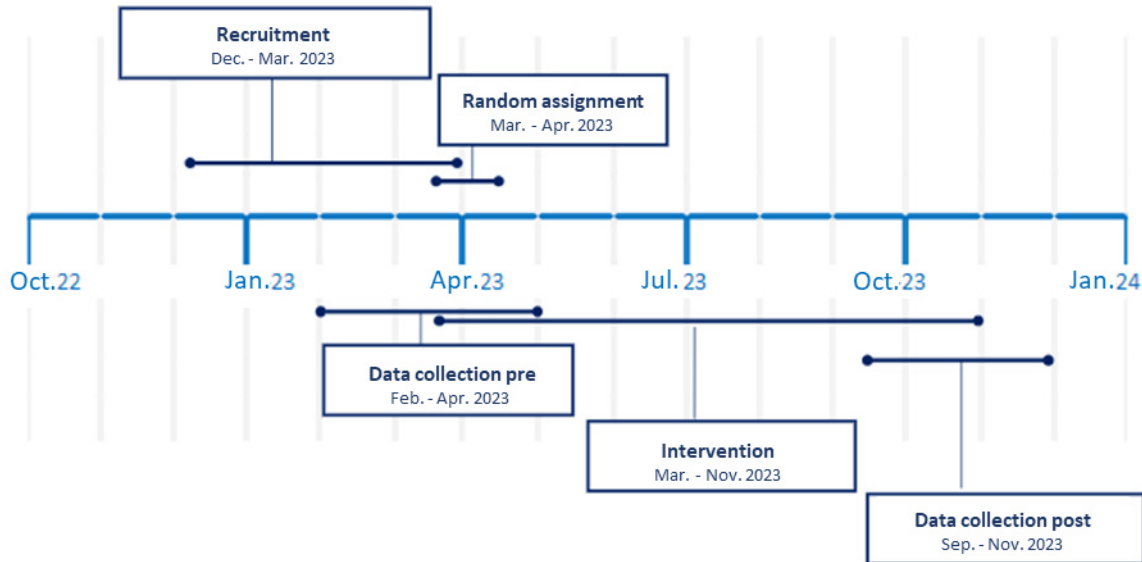 Recruitment
Dec. - Mar. 2023
Random assignment
Mar. - Apr. 2023
Oct.22 Jan.23 Apr.23 Jul.23 Oct.23 Jan.24
Data collection pre
Feb. - Apr. 2023
Intervention
Mar. - Nov. 2023
Data collection post
Sep. - Nov. 2023